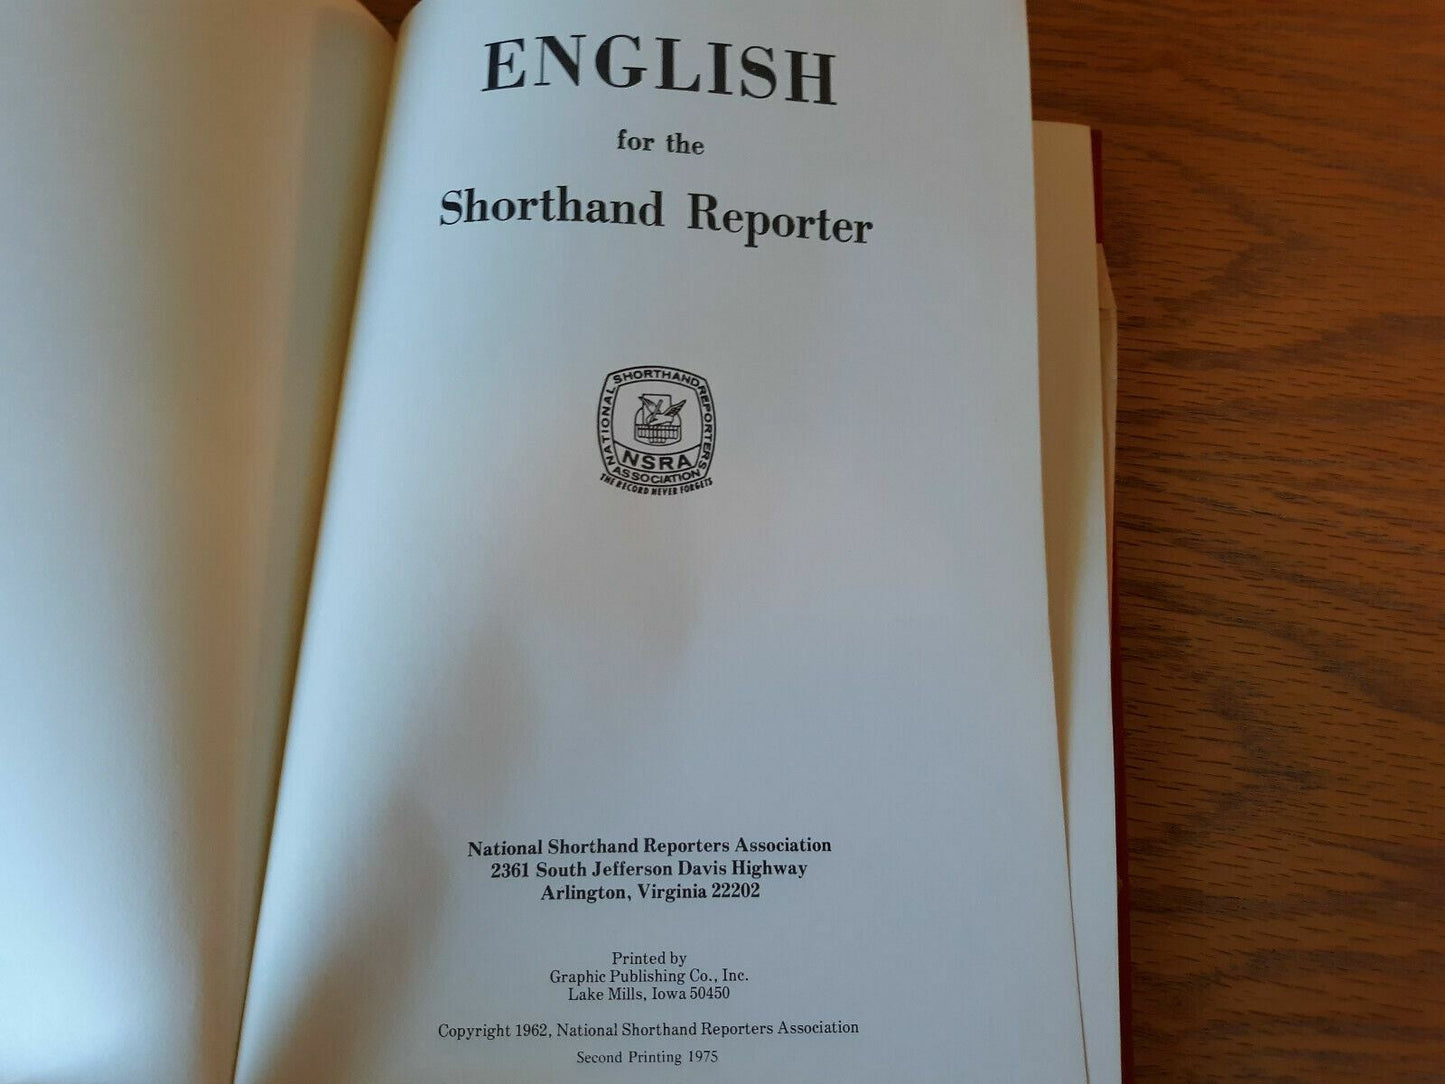 ENGLISH
for the
Shorthand Reporter
NATIONAL SHORTHAND REPORTERS
NSRA
ASSOCIATION
THE RECORD NEVER FORGETS
National Shorthand Reporters Association
2361 South Jefferson Davis Highway
Arlington, Virginia 22202
Printed by
Graphic Publishing Co., Inc.
Lake Mills, Iowa 50450
Copyright 1962, National Shorthand Reporters Association
Second Printing 1975